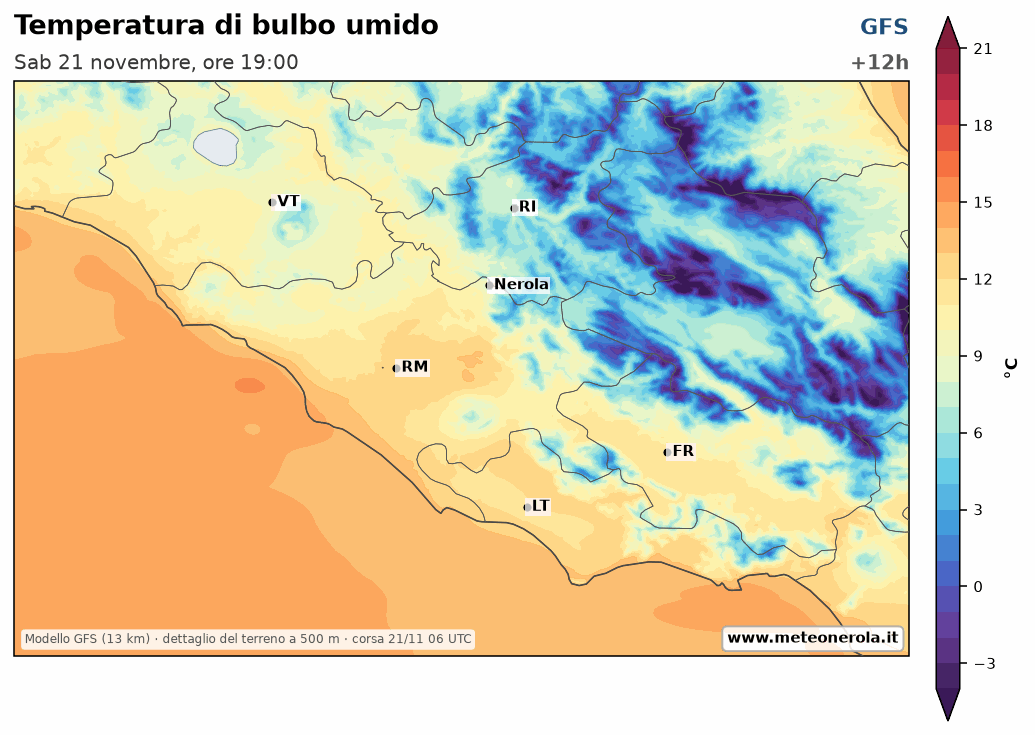 Temperatura di bulbo umido
GFS
Sab 21 novembre, ore 19:00
+12h
VT
RI
Nerola
RM
FR
LT
Modello GFS (13 km) · dettaglio del terreno a 500 m · corsa 21/11 06 UTC
www.meteonerola.it
21
18
15
12
9
6
3
0
−3
°C